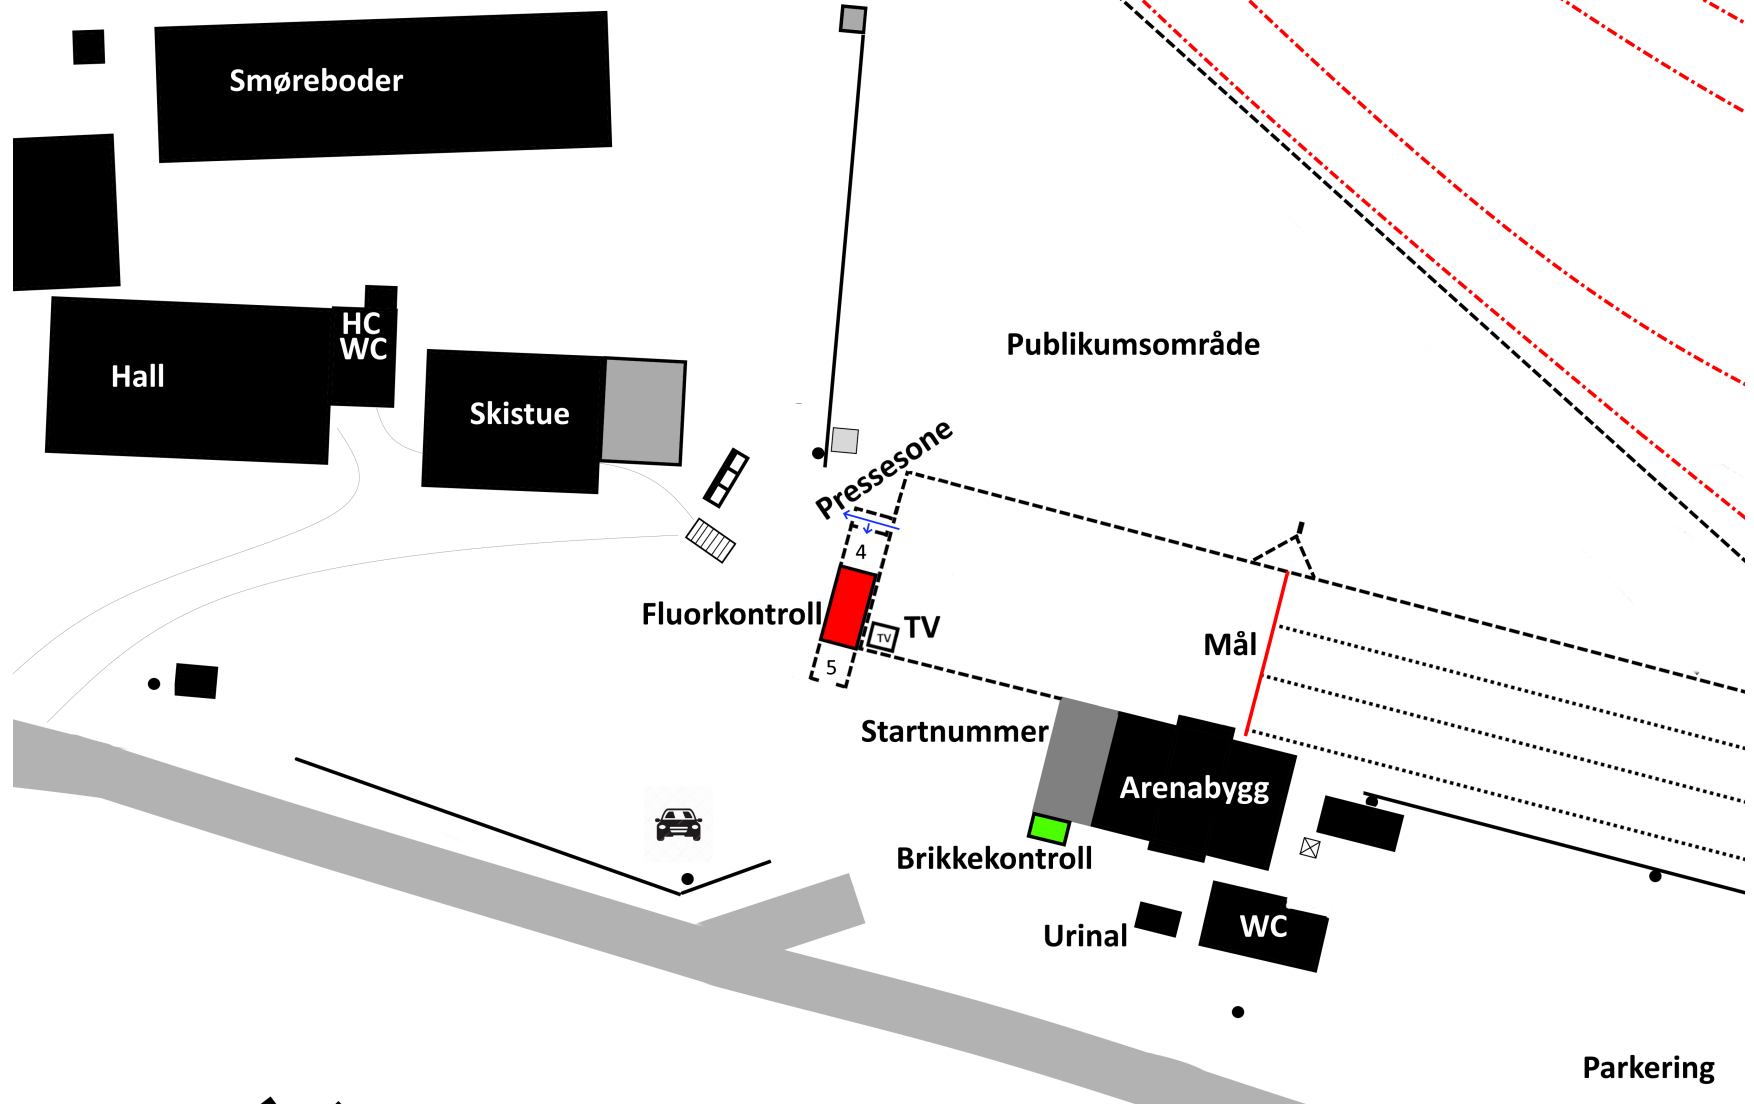 Smøreboder
HC
WC
Hall
Skistue
Publikumsområde
Pressesone
4
Fluorkontroll
TV
TV
5
Mål
Startnummer
Arenabygg
Brikkekontroll
Urinal
WC
Parkering